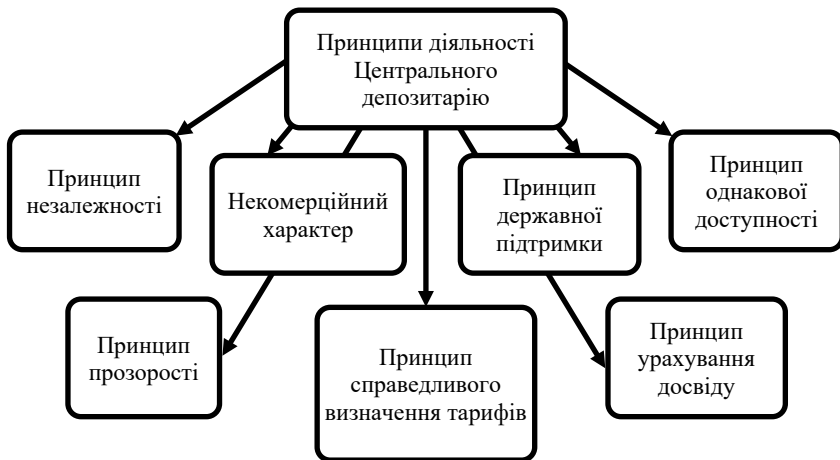 Принципи діяльності
Центрального
депозитарію
Принцип
незалежності
Некомерційний
характер
Принцип
державної
підтримки
Принцип
однакової
доступності
Принцип
прозорості
Принцип
справедливого
визначення тарифів
Принцип
урахування
досвіду